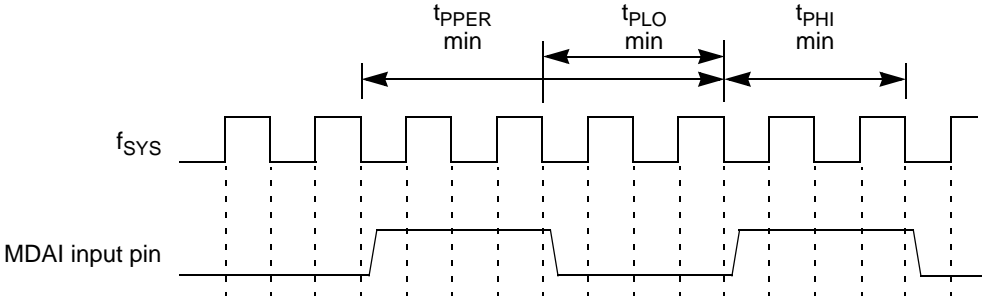 tPPER
min
tPLO
min
tPHI
min
fSYS
MDAI input pin